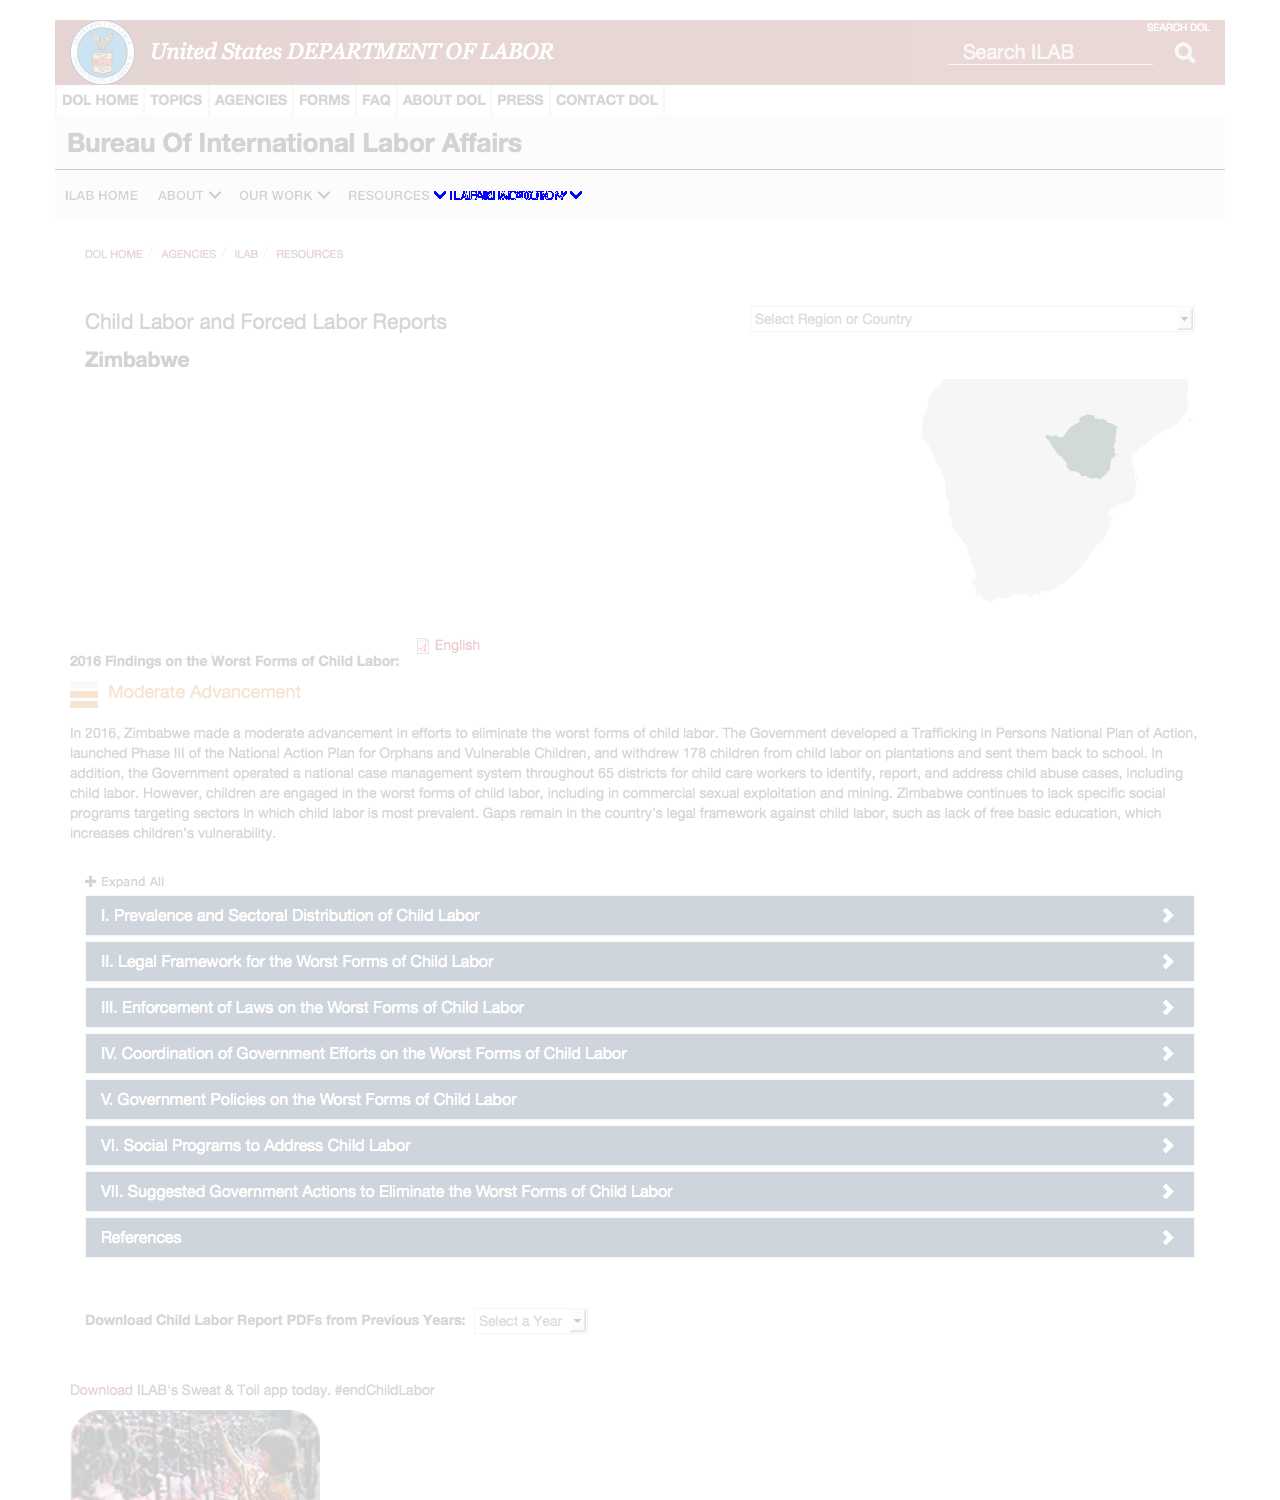 SEARCH DOL
United States DEPARTMENT OF LABOR
Search ILAB
DOL HOME TOPICS AGENCIES FORMS FAQ ABOUT DOL PRESS CONTACT DOL
Bureau Of International Labor Affairs
ILAB HOME ABOUT OUR WORK RESOURCES
DOL HOME / AGENCIES / ILAB / RESOURCES
Child Labor and Forced Labor Reports
Select Region or Country
Zimbabwe
English
2016 Findings on the Worst Forms of Child Labor:
Moderate Advancement
In 2016, Zimbabwe made a moderate advancement in efforts to eliminate the worst forms of child labor. The Government developed a Trafficking in Persons National Plan of Action,
launched Phase III of the National Action Plan for Orphans and Vulnerable Children, and withdrew 178 children from child labor on plantations and sent them back to school. In
addition, the Government operated a national case management system throughout 65 districts for child care workers to identify, report, and address child abuse cases, including
child labor. However, children are engaged in the worst forms of child labor, including in commercial sexual exploitation and mining. Zimbabwe continues to lack specific social
programs targeting sectors in which child labor is most prevalent. Gaps remain in the country's legal framework against child labor, such as lack of free basic education, which
increases children's vulnerability.
Expand All
I. Prevalence and Sectoral Distribution of Child Labor
II. Legal Framework for the Worst Forms of Child Labor
III. Enforcement of Laws on the Worst Forms of Child Labor
IV. Coordination of Government Efforts on the Worst Forms of Child Labor
V. Government Policies on the Worst Forms of Child Labor
VI. Social Programs to Address Child Labor
VII. Suggested Government Actions to Eliminate the Worst Forms of Child Labor
References
Download Child Labor Report PDFs from Previous Years: Select a Year
Download ILAB's Sweat & Toil app today. #endChildLabor